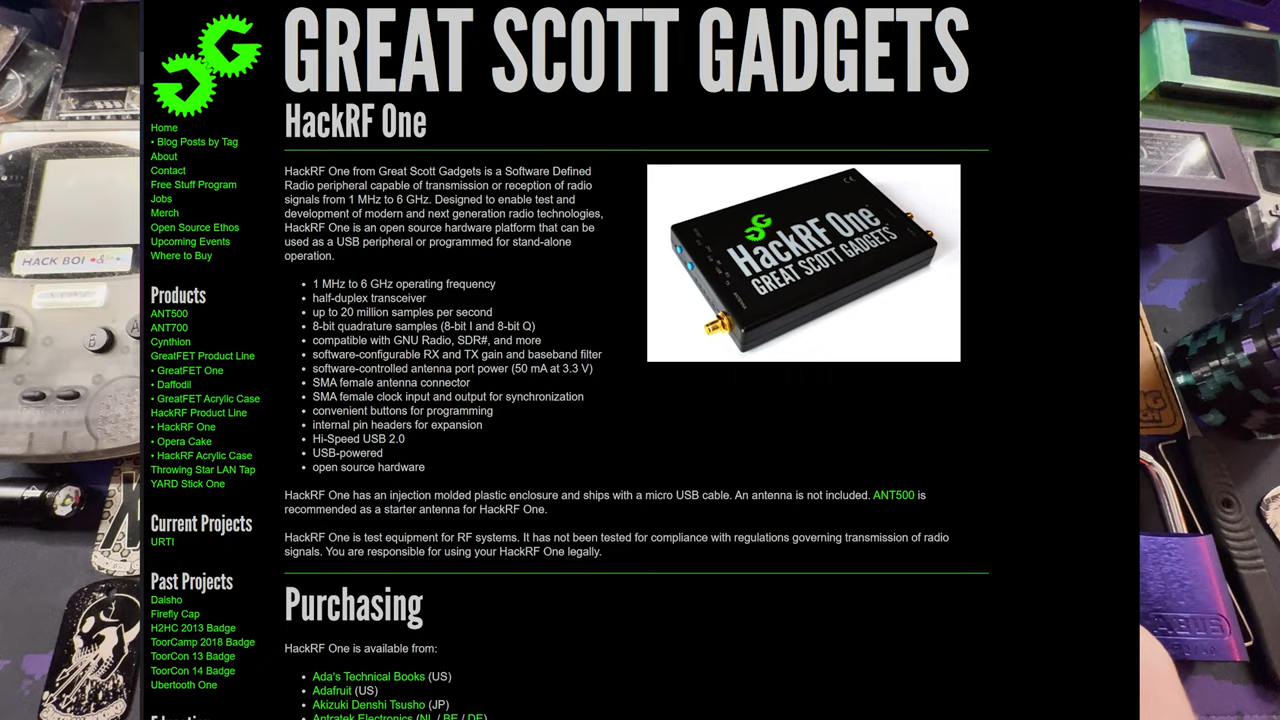 GREAT SCOTT GADGETS
HackRF One
Home
• Blog Posts by Tag
About
Contact
Free Stuff Program
Jobs
Merch
Open Source Ethos
Upcoming Events
Where to Buy
Products
ANT500
ANT700
Cynthion
GreatFET Product Line
• GreatFET One
• Daffodil
• GreatFET Acrylic Case
HackRF Product Line
• HackRF One
• Opera Cake
• HackRF Acrylic Case
Throwing Star LAN Tap
YARD Stick One
Current Projects
URTI
Past Projects
Daisho
Firefly Cap
H2HC 2013 Badge
ToorCamp 2018 Badge
ToorCon 13 Badge
ToorCon 14 Badge
Ubertooth One
HackRF One from Great Scott Gadgets is a Software Defined
Radio peripheral capable of transmission or reception of radio
signals from 1 MHz to 6 GHz. Designed to enable test and
development of modern and next generation radio technologies,
HackRF One is an open source hardware platform that can be
used as a USB peripheral or programmed for stand-alone
operation.
• 1 MHz to 6 GHz operating frequency
• half-duplex transceiver
• up to 20 million samples per second
• 8-bit quadrature samples (8-bit I and 8-bit Q)
• compatible with GNU Radio, SDR#, and more
• software-configurable RX and TX gain and baseband filter
• software-controlled antenna port power (50 mA at 3.3 V)
• SMA female antenna connector
• SMA female clock input and output for synchronization
• convenient buttons for programming
• internal pin headers for expansion
• Hi-Speed USB 2.0
• USB-powered
• open source hardware
HackRF One
GREAT SCOTT GADGETS
HackRF One has an injection molded plastic enclosure and ships with a micro USB cable. An antenna is not included. ANT500 is
recommended as a starter antenna for HackRF One.
HackRF One is test equipment for RF systems. It has not been tested for compliance with regulations governing transmission of radio
signals. You are responsible for using your HackRF One legally.
Purchasing
HackRF One is available from:
• Ada's Technical Books (US)
• Adafruit (US)
• Akizuki Denshi Tsusho (JP)
• Antratek Electronics (NL / BE / DE)
HACK BOI
B
A